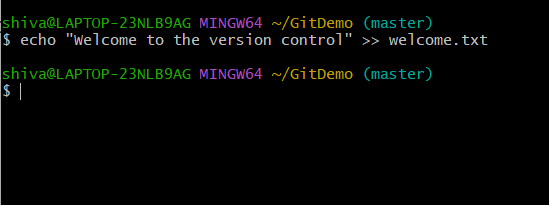 shiva@LAPTOP-23NLB9AG MINGW64 ~/GitDemo (master)
$ echo "Welcome to the version control" >> welcome.txt
shiva@LAPTOP-23NLB9AG MINGW64 ~/GitDemo (master)
$